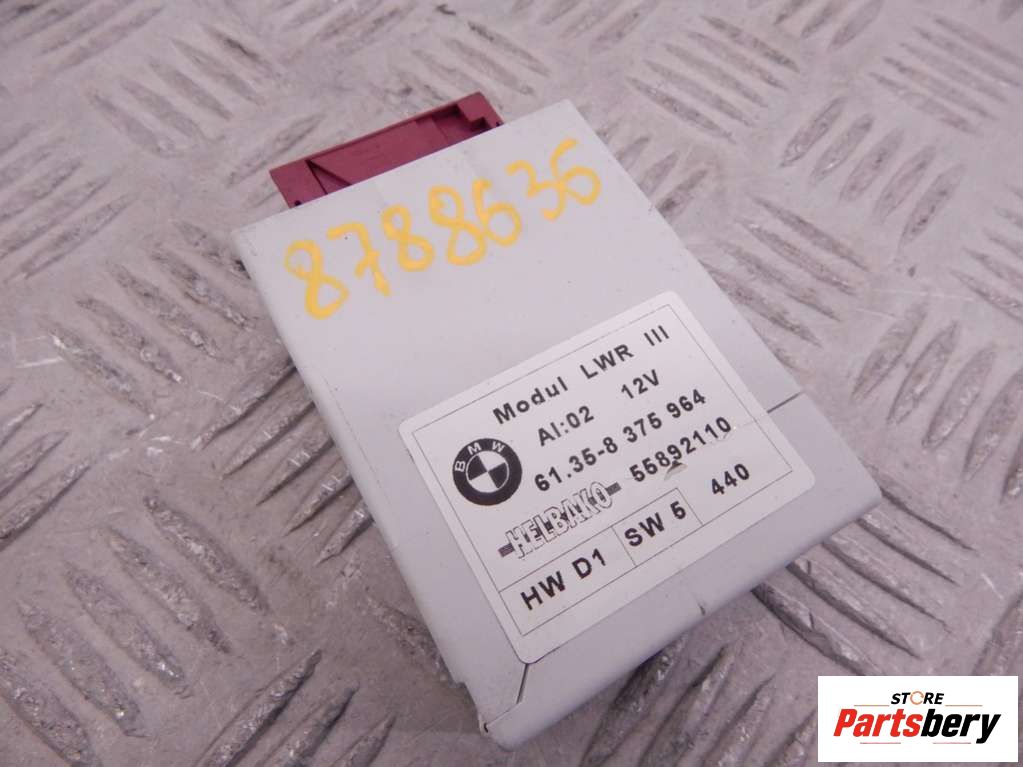 8788636
Modul LWR III
AI:02 12V
BMW
61.35-8 375 964
HELBAKO 55892110
HW D1 SW 5 440
STORE
Partsbery